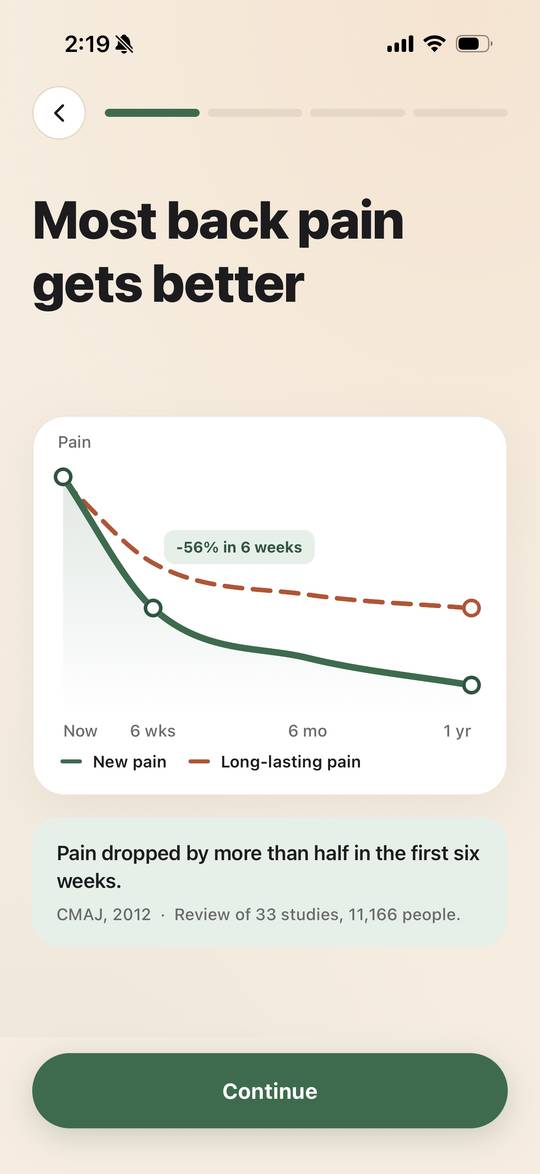 2:19
Most back pain
gets better
Pain
-56% in 6 weeks
Now 6 wks 6 mo 1 yr
New pain Long-lasting pain
Pain dropped by more than half in the first six
weeks.
CMAJ, 2012 · Review of 33 studies, 11,166 people.
Continue